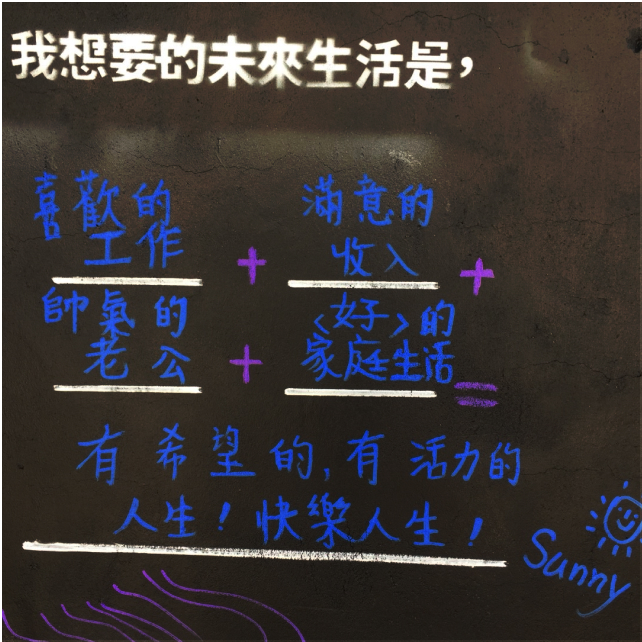 我想要的未來生活是，
喜歡的
工作
+
滿意的
收入
+
帥氣的
老公
+
<好>的
家庭生活
=
有希望的,有活力的
人生!快樂人生!
Sunny